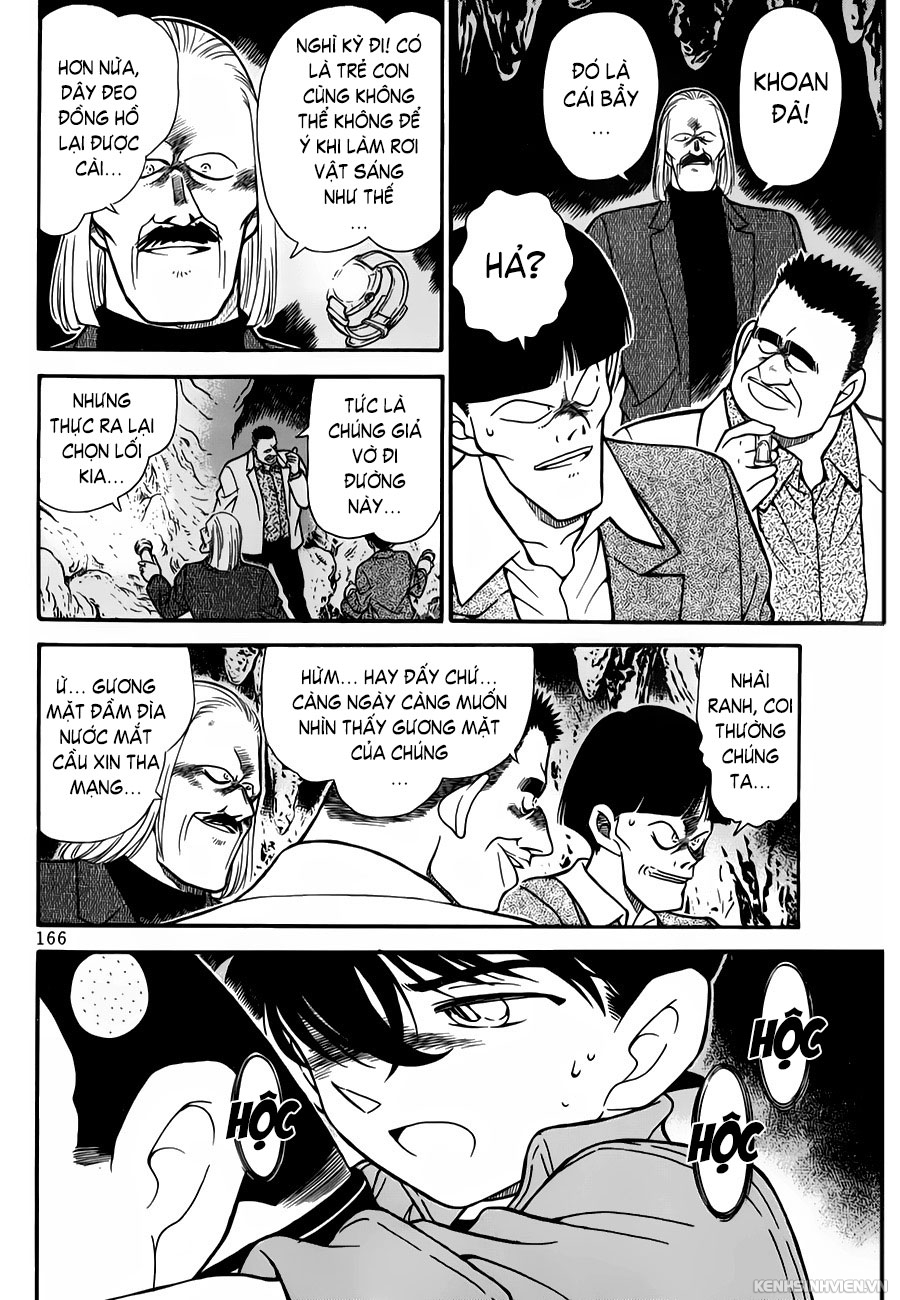 KHOAN
ĐÃ!
ĐÓ LÀ
CÁI BẪY
...
HẢ?
NGHĨ KỸ ĐI! CÓ
LÀ TRẺ CON
CŨNG KHÔNG
THỂ KHÔNG ĐỂ
Ý KHI LÀM RƠI
VẬT SÁNG
NHƯ THẾ
...
HƠN NỮA,
DÂY ĐEO
ĐỒNG HỒ
LẠI ĐƯỢC
CÀI...
TỨC LÀ
CHÚNG GIẢ
VỜ ĐI
ĐƯỜNG
NÀY...
NHƯNG
THỰC RA LẠI
CHỌN LỐI
KIA...
NHÃI
RANH, COI
THƯỜNG
CHÚNG
TA...
HỪM... HAY ĐẤY CHỨ...
CÀNG NGÀY CÀNG MUỐN
NHÌN THẤY GƯƠNG MẶT
CỦA CHÚNG
...
Ừ... GƯƠNG
MẶT ĐẦM ĐÌA
NƯỚC MẮT
CẦU XIN THA
MẠNG...
166
HỘC
HỘC
HỘC
KENHSINHVIEN.VN